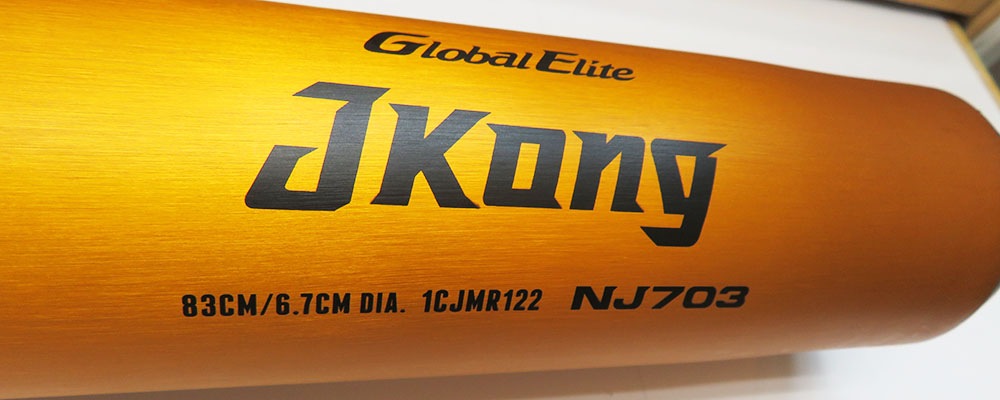 Global Elite
JKong
83CM/6.7CM DIA. 1CJMR122 NJ703